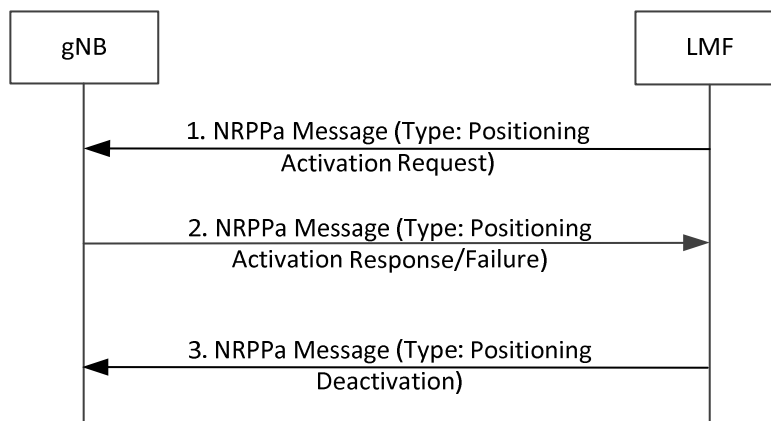 gNB
LMF
1. NRPPa Message (Type: Positioning
Activation Request)
2. NRPPa Message (Type: Positioning
Activation Response/Failure)
3. NRPPa Message (Type: Positioning
Deactivation)